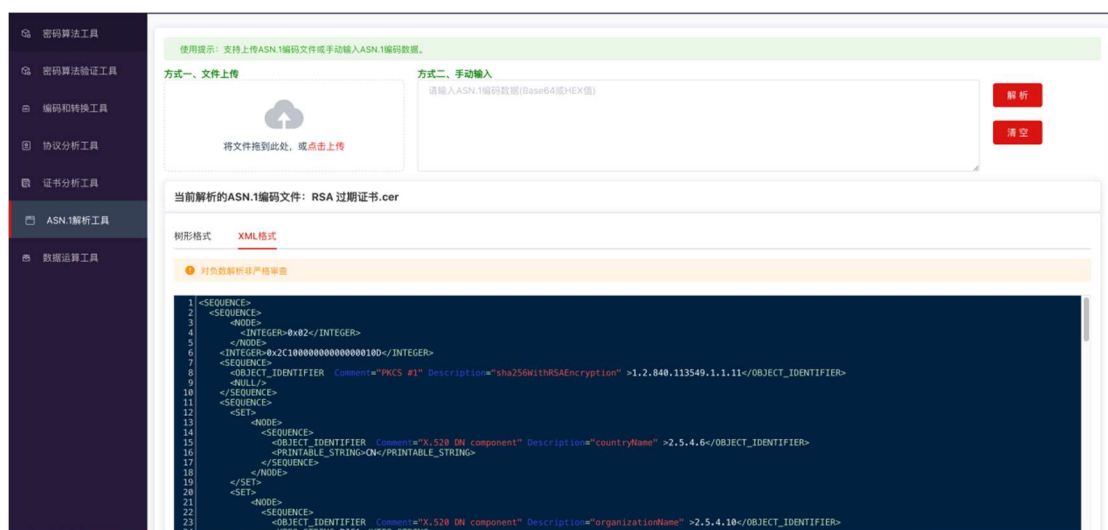 密码算法工具
密码算法验证工具
编码和转换工具
协议分析工具
证书分析工具
ASN.1解析工具
数据运算工具
使用提示：支持上传ASN.1编码文件或手动输入ASN.1编码数据。
方式一、文件上传
将文件拖到此处，或点击上传
方式二、手动输入
请输入ASN.1编码数据(Base64或HEX值)
解 析
清 空
当前解析的ASN.1编码文件：RSA 过期证书.cer
树形格式 XML格式
对负数解析非严格审查
1 <SEQUENCE>
2 <SEQUENCE>
3 <NODE>
4 <INTEGER>0x02</INTEGER>
5 </NODE>
6 <INTEGER>0x2C10000000000000010D</INTEGER>
7 <SEQUENCE>
8 <OBJECT_IDENTIFIER Comment="PKCS #1" Description="sha256WithRSAEncryption" >1.2.840.113549.1.1.11</OBJECT_IDENTIFIER>
9 <NULL/>
10 </SEQUENCE>
11 <SEQUENCE>
12 <SET>
13 <NODE>
14 <SEQUENCE>
15 <OBJECT_IDENTIFIER Comment="X.520 DN component" Description="countryName" >2.5.4.6</OBJECT_IDENTIFIER>
16 <PRINTABLE_STRING>CN</PRINTABLE_STRING>
17 </SEQUENCE>
18 </NODE>
19 </SET>
20 <SET>
21 <NODE>
22 <SEQUENCE>
23 <OBJECT_IDENTIFIER Comment="X.520 DN component" Description="organizationName" >2.5.4.10</OBJECT_IDENTIFIER>